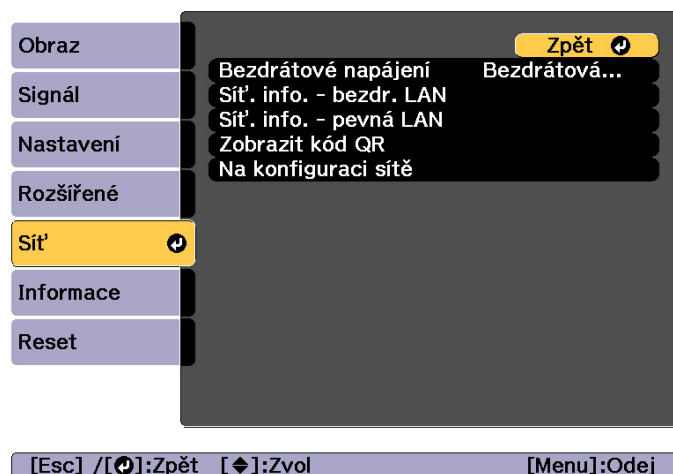 Obraz
Signál
Nastavení
Rozšířené
Síť
Informace
Reset
Zpět
Bezdrátové napájení Bezdrátová...
Síť. info. - bezdr. LAN
Síť. info. - pevná LAN
Zobrazit kód QR
Na konfiguraci sítě
[Esc] /[⏎]:Zpět [◆]:Zvol [Menu]:Odej